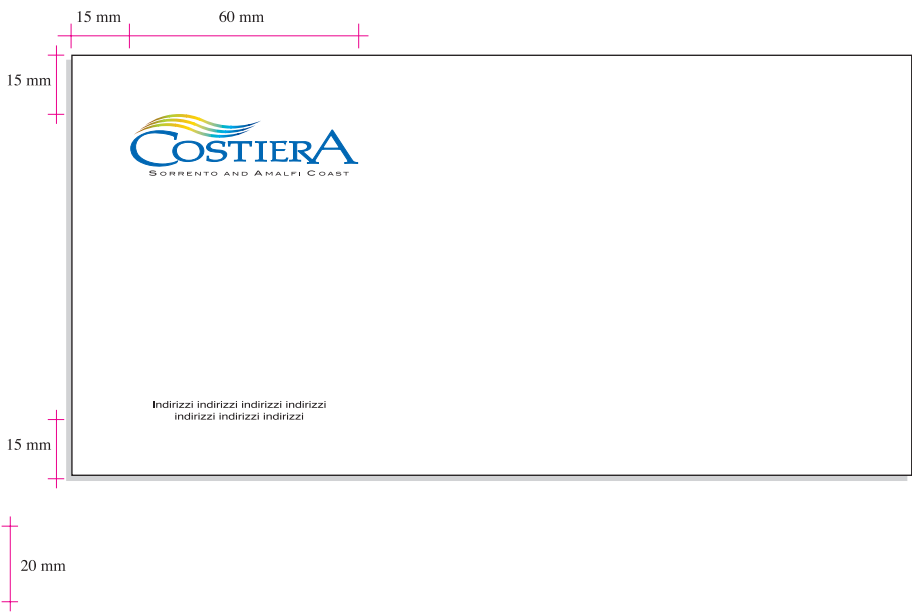 15 mm 60 mm
15 mm
COSTIERA
SORRENTO AND AMALFI COAST
Indirizzi indirizzi indirizzi indirizzi
indirizzi indirizzi indirizzi
15 mm
20 mm